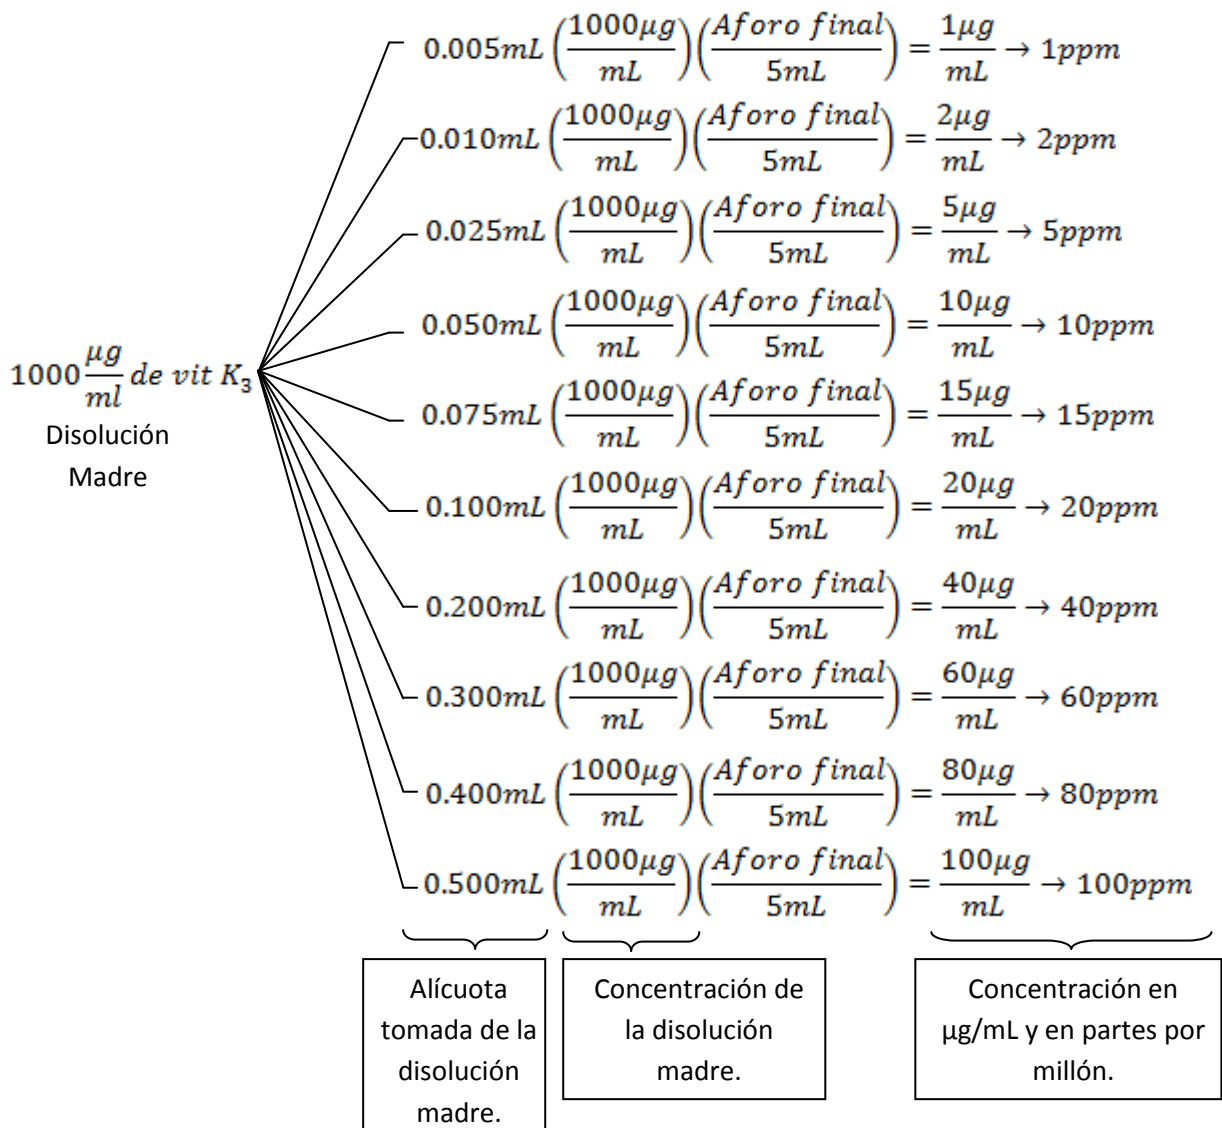 0.005mL (1000μg/mL)(Aforo final/5mL) = 1μg/mL → 1ppm
0.010mL (1000μg/mL)(Aforo final/5mL) = 2μg/mL → 2ppm
0.025mL (1000μg/mL)(Aforo final/5mL) = 5μg/mL → 5ppm
0.050mL (1000μg/mL)(Aforo final/5mL) = 10μg/mL → 10ppm
1000 μg/ml de vit K₃
Disolución
Madre
0.075mL (1000μg/mL)(Aforo final/5mL) = 15μg/mL → 15ppm
0.100mL (1000μg/mL)(Aforo final/5mL) = 20μg/mL → 20ppm
0.200mL (1000μg/mL)(Aforo final/5mL) = 40μg/mL → 40ppm
0.300mL (1000μg/mL)(Aforo final/5mL) = 60μg/mL → 60ppm
0.400mL (1000μg/mL)(Aforo final/5mL) = 80μg/mL → 80ppm
0.500mL (1000μg/mL)(Aforo final/5mL) = 100μg/mL → 100ppm
Alícuota
tomada de la
disolución
madre.
Concentración de
la disolución
madre.
Concentración en
μg/mL y en partes por
millón.